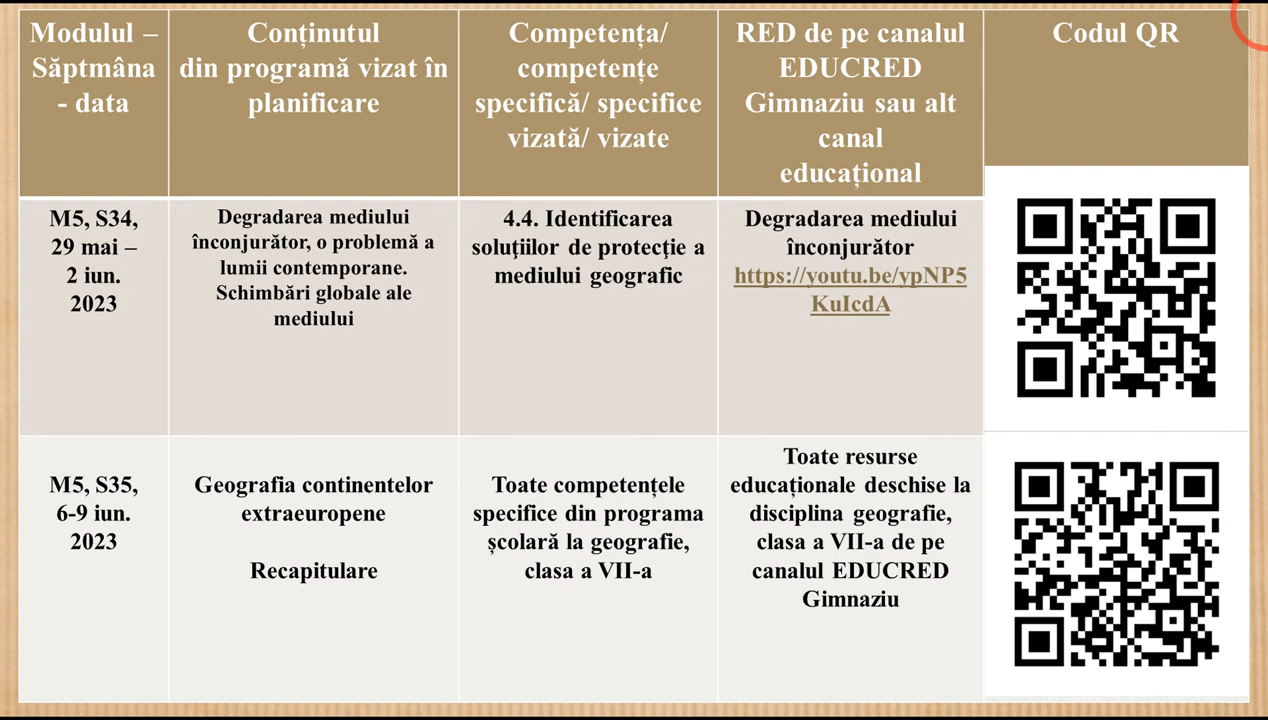 Modulul –
Săptmâna
- data
Conținutul
din programă vizat în
planificare
Competența/
competențe
specifică/ specifice
vizată/ vizate
RED de pe canalul
EDUCRED
Gimnaziu sau alt
canal
educațional
Codul QR
M5, S34,
29 mai –
2 iun.
2023
Degradarea mediului
înconjurător, o problemă a
lumii contemporane.
Schimbări globale ale
mediului
4.4. Identificarea
soluţiilor de protecţie a
mediului geografic
Degradarea mediului
înconjurător
https://youtu.be/ypNP5
KuIcdA
M5, S35,
6-9 iun.
2023
Geografia continentelor
extraeuropene
Recapitulare
Toate competențele
specifice din programa
școlară la geografie,
clasa a VII-a
Toate resurse
educaționale deschise la
disciplina geografie,
clasa a VII-a de pe
canalul EDUCRED
Gimnaziu